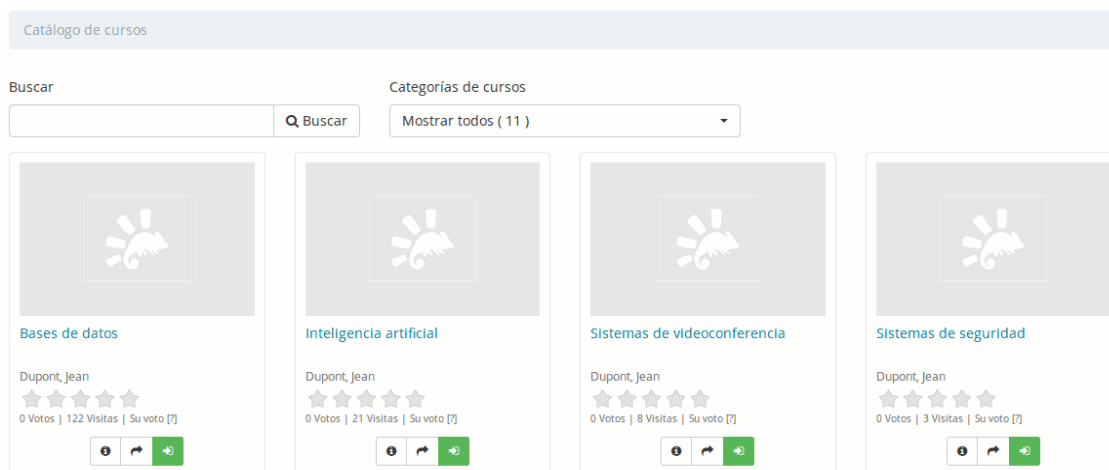 Catálogo de cursos
Buscar
Categorías de cursos
Buscar
Mostrar todos ( 11 )
Bases de datos
Inteligencia artificial
Sistemas de videoconferencia
Sistemas de seguridad
Dupont, Jean
Dupont, Jean
Dupont, Jean
Dupont, Jean
0 Votos | 122 Visitas | Su voto [?]
0 Votos | 21 Visitas | Su voto [?]
0 Votos | 8 Visitas | Su voto [?]
0 Votos | 3 Visitas | Su voto [?]